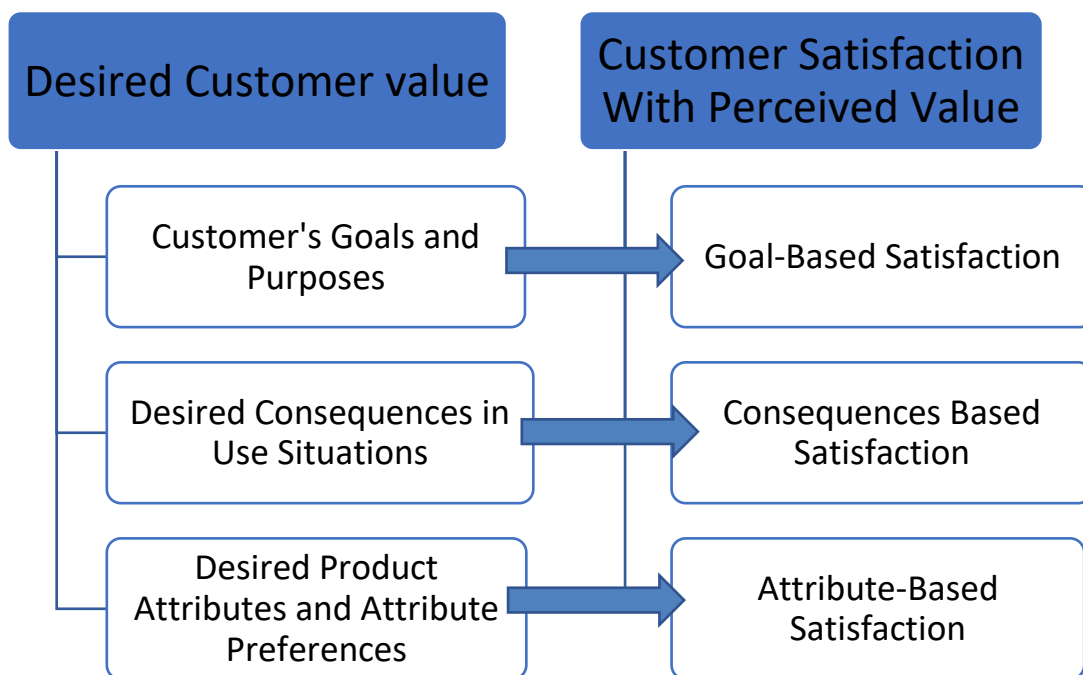 Desired Customer value
Customer Satisfaction
With Perceived Value
Customer's Goals and
Purposes
Goal-Based Satisfaction
Desired Consequences in
Use Situations
Consequences Based
Satisfaction
Desired Product
Attributes and Attribute
Preferences
Attribute-Based
Satisfaction